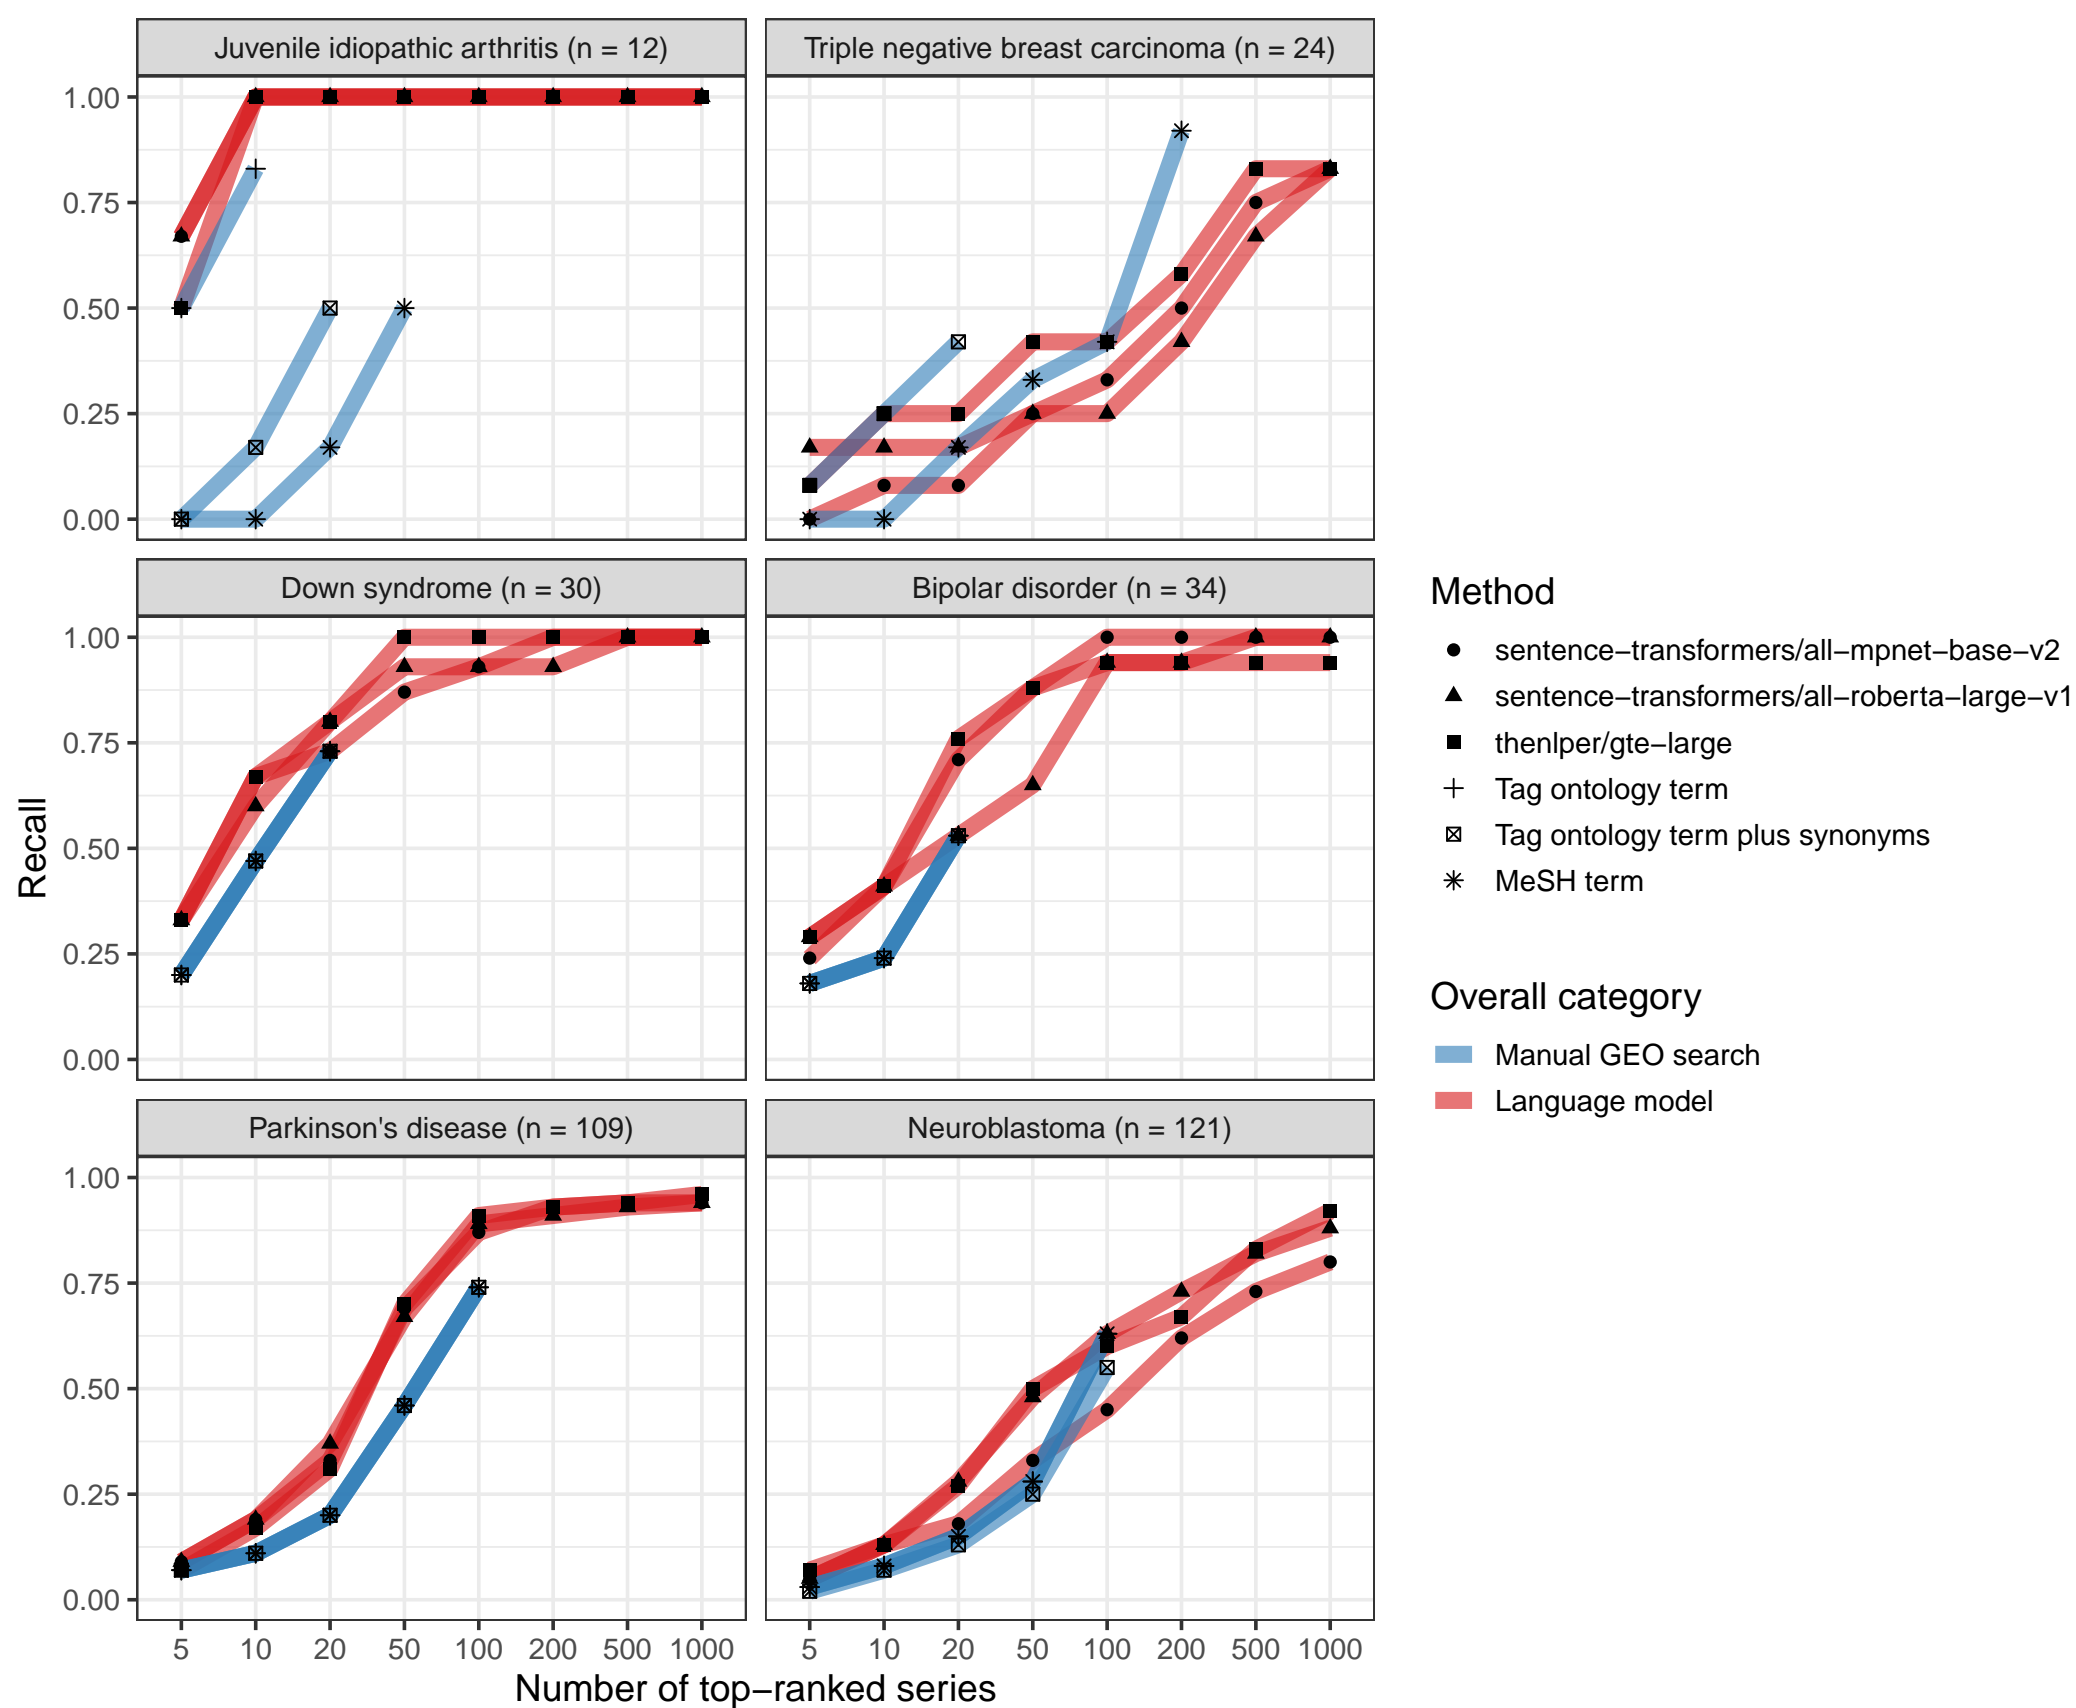 Juvenile idiopathic arthritis (n = 12)
Triple negative breast carcinoma (n = 24)
1.00
0.75
0.50
0.25
0.00
Down syndrome (n = 30)
Bipolar disorder (n = 34)
1.00
0.75
0.50
0.25
0.00
Parkinson's disease (n = 109)
Neuroblastoma (n = 121)
1.00
0.75
0.50
0.25
0.00
5 10 20 50 100 200 500 1000
5 10 20 50 100 200 500 1000
Number of top−ranked series
Recall
Method
sentence−transformers/all−mpnet−base−v2
sentence−transformers/all−roberta−large−v1
thenlper/gte−large
Tag ontology term
Tag ontology term plus synonyms
MeSH term
Overall category
Manual GEO search
Language model